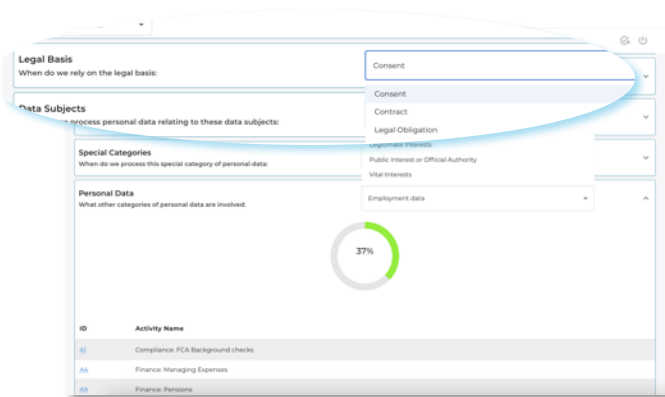 Legal Basis
When do we rely on the legal basis:
Consent
Consent
Contract
Legal Obligation
Legitimate Interests
Public Interest or Official Authority
Vital Interests
Data Subjects
process personal data relating to these data subjects:
Special Categories
When do we process this special category of personal data:
Personal Data
What other categories of personal data are involved:
Employment data
37%
ID Activity Name
Compliance: FCA Background checks
A4 Finance: Managing Expenses
A9 Finance: Pensions